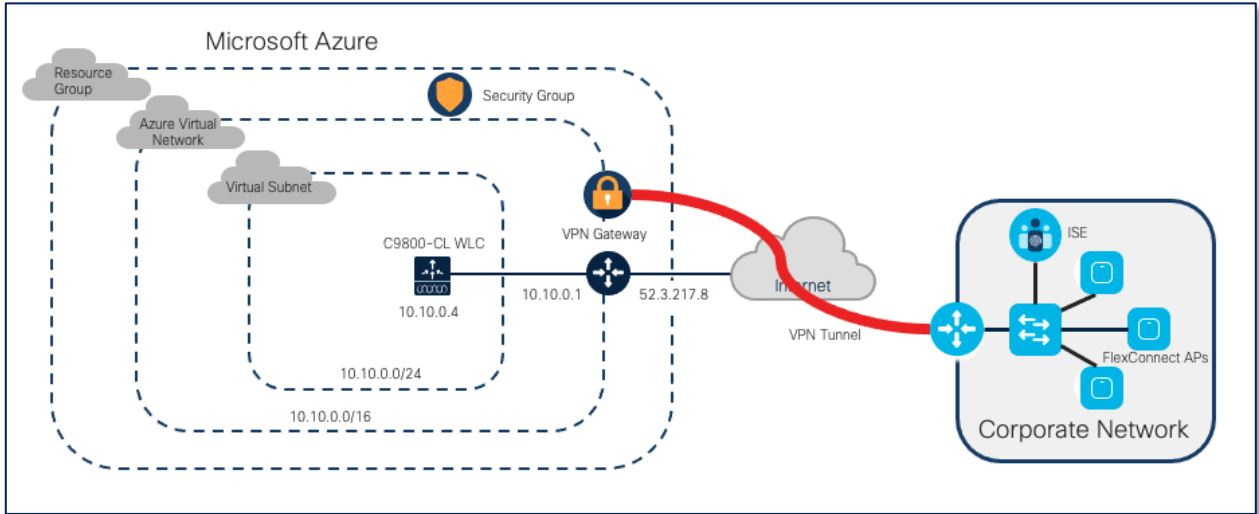 Microsoft Azure
Resource
Group
Security Group
Azure Virtual
Network
Virtual Subnet
VPN Gateway
C9800-CL WLC
10.10.0.4
10.10.0.1
52.3.217.8
Internet
VPN Tunnel
10.10.0.0/24
10.10.0.0/16
ISE
FlexConnect APs
Corporate Network